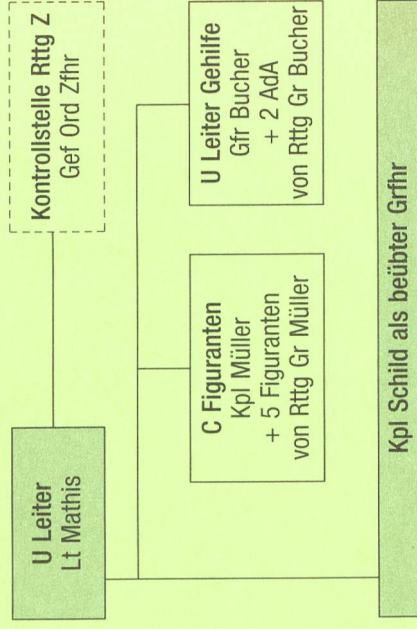 U Leiter
Lt Mathis
Kontrollstelle Rttg Z
Gef Ord Zfhr
C Figuranten
Kpl Müller
+ 5 Figuranten
von Rttg Gr Müller
U Leiter Gehilfe
Gfr Bucher
+ 2 AdA
von Rttg Gr Bucher
Kpl Schild als beübter Grfhr